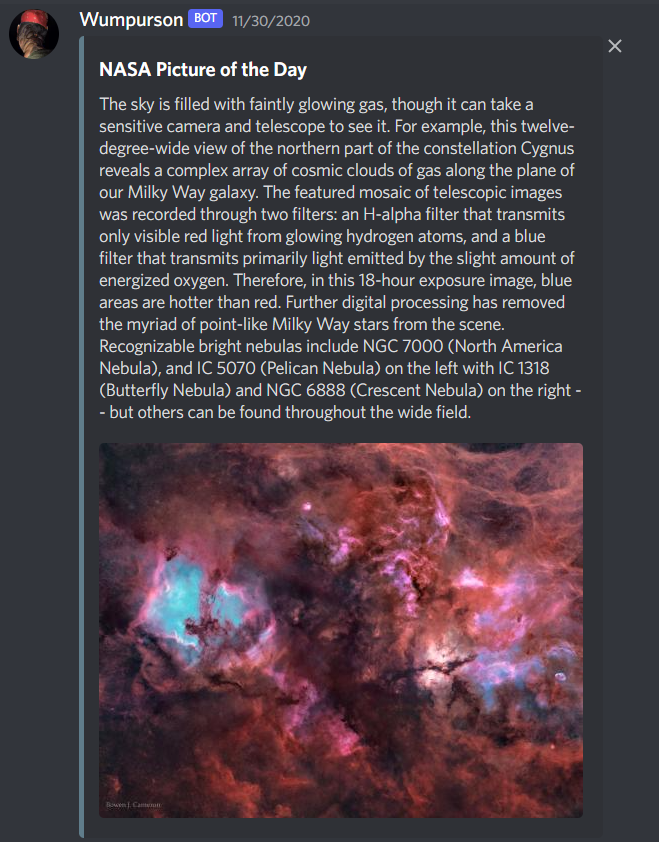 Wumpurson BOT 11/30/2020
NASA Picture of the Day
The sky is filled with faintly glowing gas, though it can take a
sensitive camera and telescope to see it. For example, this twelve-
degree-wide view of the northern part of the constellation Cygnus
reveals a complex array of cosmic clouds of gas along the plane of
our Milky Way galaxy. The featured mosaic of telescopic images
was recorded through two filters: an H-alpha filter that transmits
only visible red light from glowing hydrogen atoms, and a blue
filter that transmits primarily light emitted by the slight amount of
energized oxygen. Therefore, in this 18-hour exposure image, blue
areas are hotter than red. Further digital processing has removed
the myriad of point-like Milky Way stars from the scene.
Recognizable bright nebulas include NGC 7000 (North America
Nebula), and IC 5070 (Pelican Nebula) on the left with IC 1318
(Butterfly Nebula) and NGC 6888 (Crescent Nebula) on the right -
- but others can be found throughout the wide field.
Bowen J. Cameron